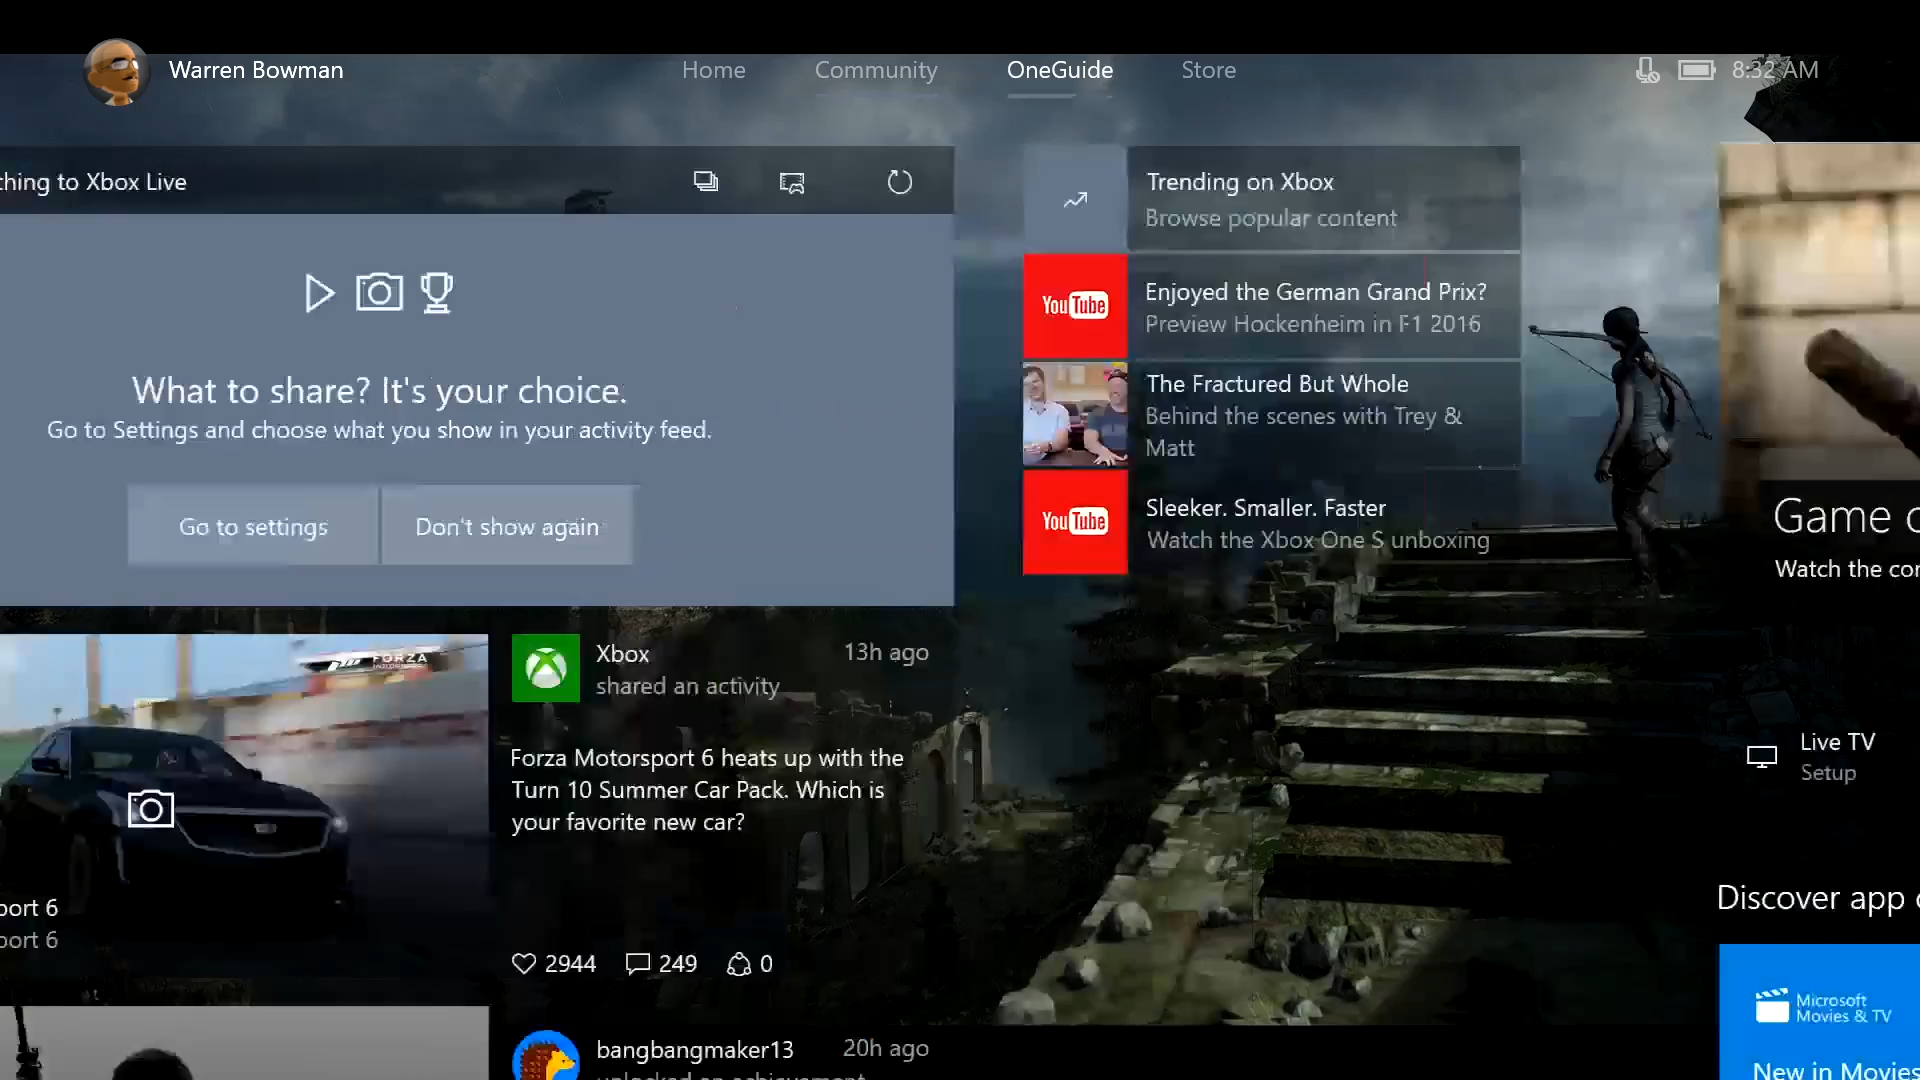 Warren Bowman
Home
Community
OneGuide
Store
8:32 AM
thing to Xbox Live
What to share? It's your choice.
Go to Settings and choose what you show in your activity feed.
Go to settings
Don't show again
Trending on Xbox
Browse popular content
YouTube
Enjoyed the German Grand Prix?
Preview Hockenheim in F1 2016
The Fractured But Whole
Behind the scenes with Trey &
Matt
YouTube
Sleeker. Smaller. Faster
Watch the Xbox One S unboxing
Game
Watch the
Live TV
Setup
FORZA
ort 6
ort 6
Xbox
13h ago
shared an activity
Forza Motorsport 6 heats up with the
Turn 10 Summer Car Pack. Which is
your favorite new car?
2944
249
0
bangbangmaker13
20h ago
unlocked an achievement
Discover app
Microsoft
Movies & TV
New in Movies